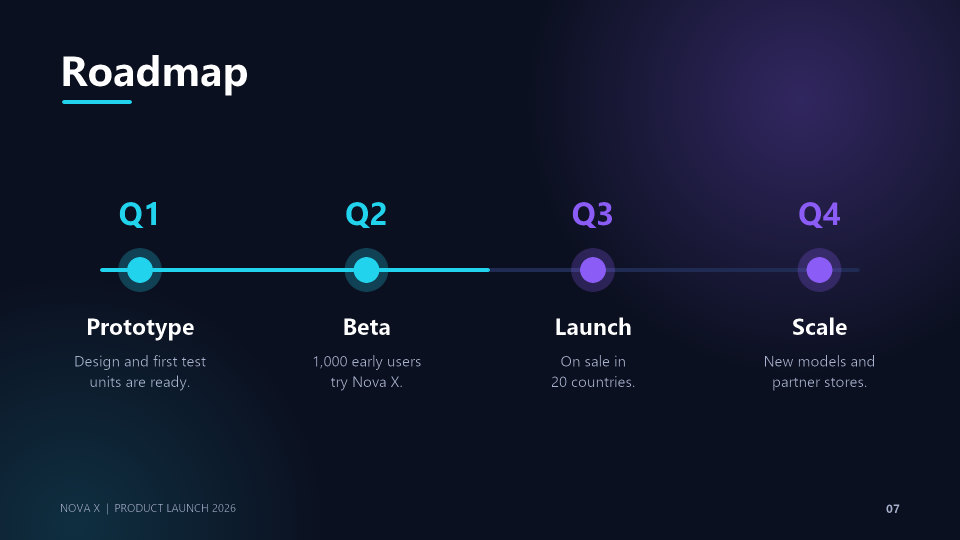 Roadmap
Q1
Q2
Q3
Q4
Prototype
Beta
Launch
Scale
Design and first test
units are ready.
1,000 early users
try Nova X.
On sale in
20 countries.
New models and
partner stores.
NOVA X | PRODUCT LAUNCH 2026
07